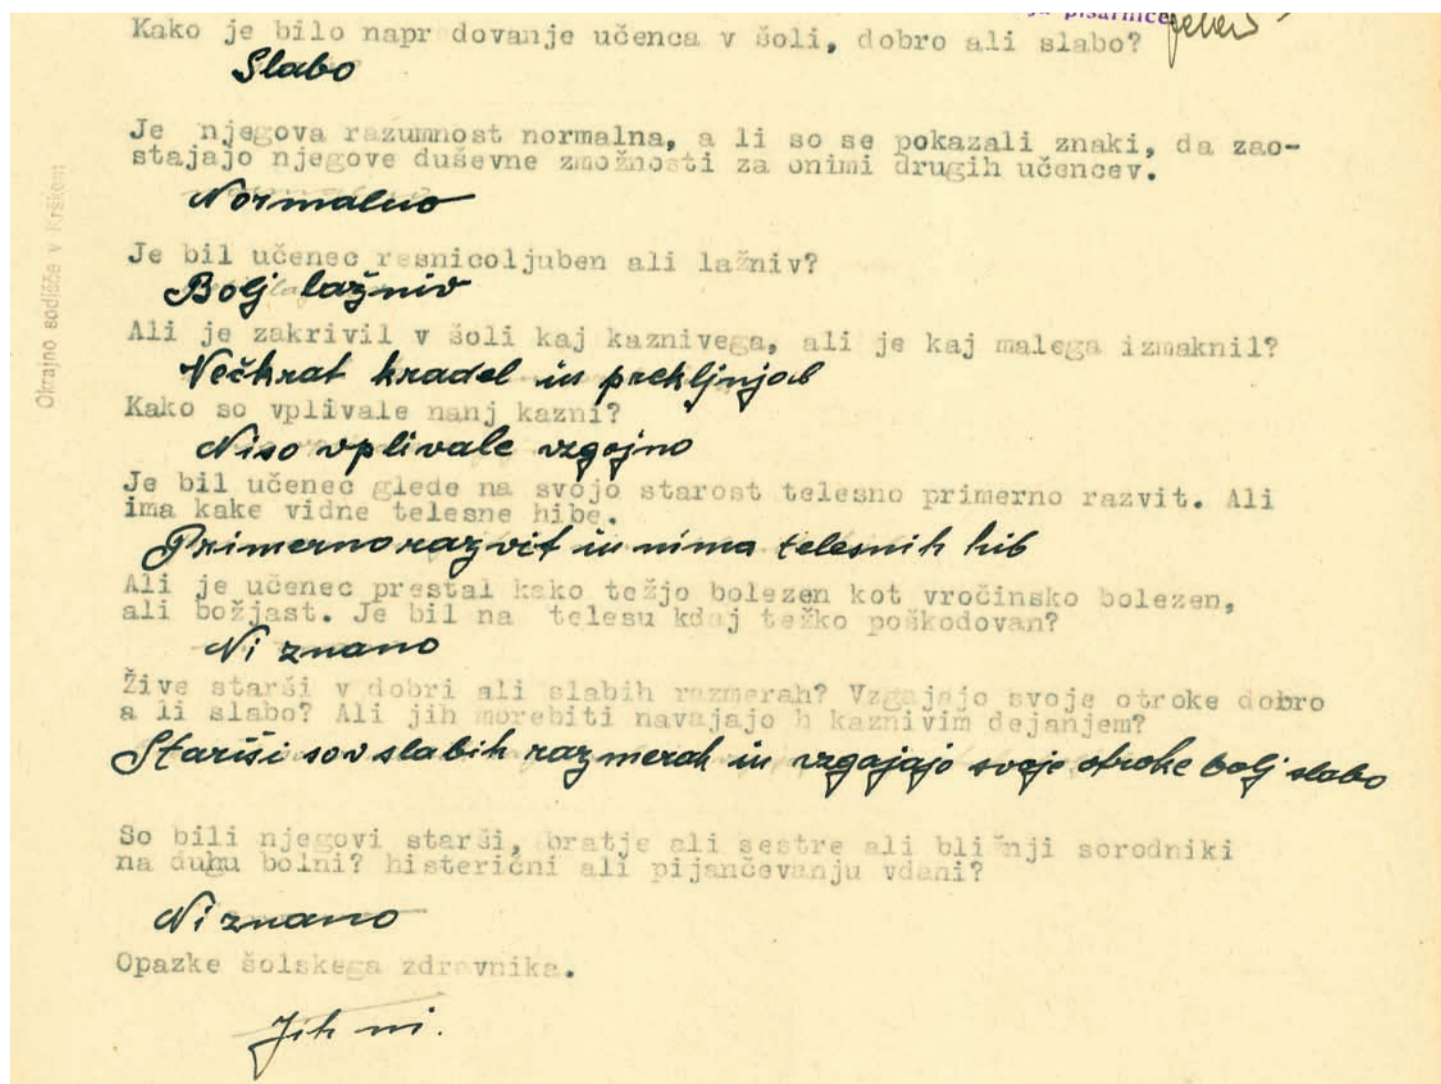 pisarnice
Kako je bilo napr dovanje učenca v šoli, dobro ali slabo?
Slabo
Je njegova razumnost normalna, a li so se pokazali znaki, da zao-
stajajo njegove duševne zmožnosti za onimi drugih učencev.
Normalno
Je bil učenec resnicoljuben ali lažniv?
Bolj lažniv
Ali je zakrivil v šoli kaj kaznivega, ali je kaj malega izmaknil?
Nečkrat kradel in prekljnjal
Kako so vplivale nanj kazni?
Niso vplivale vzgojno
Je bil učenec glede na svojo starost telesno primerno razvit. Ali
ima kake vidne telesne hibe.
Primerno razvit in nima telesnih hib
Ali je učenec prestal kako težjo bolezen kot vročinsko bolezen,
ali božjast. Je bil na telesu kdaj težko poškodovan?
Ni znano
Žive starši v dobri ali slabih razmerah? Vzgajajo svoje otroke dobro
a li slabo? Ali jih morebiti navajajo h kaznivim dejanjem?
Stariši so v slabih razmerah in vzgajajo svoje otroke bolj slabo
So bili njegovi starši, bratje ali sestre ali bližnji sorodniki
na duhu bolni? histerični ali pijančevanju vdani?
Ni znano
Opazke šolskega zdravnika.
Jih ni.
Okrajno sodišče v Krškem